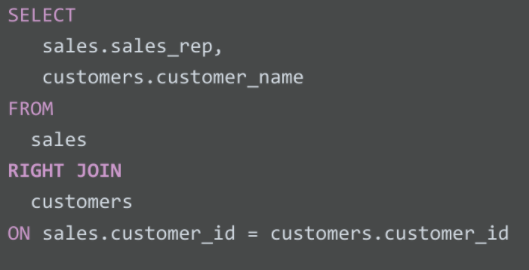 SELECT
sales.sales_rep,
customers.customer_name
FROM
sales
RIGHT JOIN
customers
ON sales.customer_id = customers.customer_id